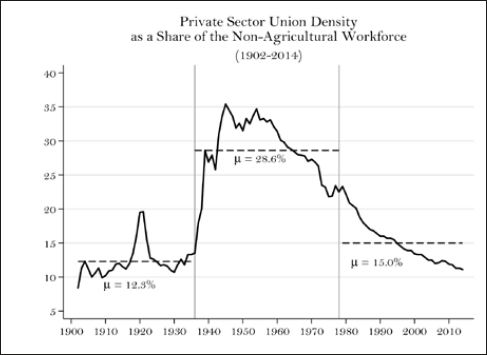 Private Sector Union Density
as a Share of the Non-Agricultural Workforce
(1902-2014)
40
35
30
25
20
15
10
5
μ = 28.6%
μ = 15.0%
μ = 12.3%
1900 1910 1920 1930 1940 1950 1960 1970 1980 1990 2000 2010